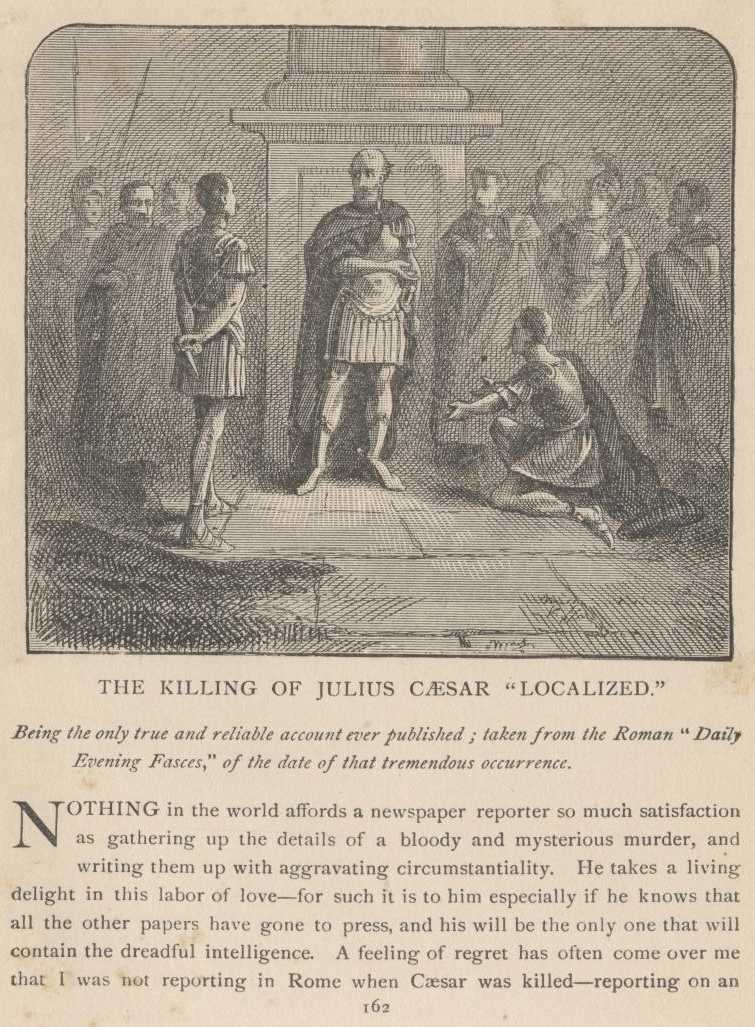 THE KILLING OF JULIUS CÆSAR “LOCALIZED.”
Being the only true and reliable account ever published ; taken from the Roman “ Daily
Evening Fasces,” of the date of that tremendous occurrence.
NOTHING in the world affords a newspaper reporter so much satisfaction
as gathering up the details of a bloody and mysterious murder, and
writing them up with aggravating circumstantiality. He takes a living
delight in this labor of love—for such it is to him especially if he knows that
all the other papers have gone to press, and his will be the only one that will
contain the dreadful intelligence. A feeling of regret has often come over me
that I was not reporting in Rome when Cæsar was killed—reporting on an
162